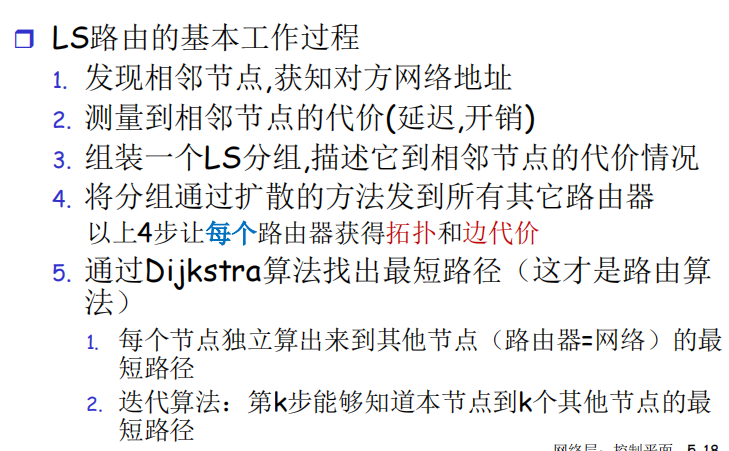 LS路由的基本工作过程
1. 发现相邻节点,获知对方网络地址
2. 测量到相邻节点的代价(延迟,开销)
3. 组装一个LS分组,描述它到相邻节点的代价情况
4. 将分组通过扩散的方法发到所有其它路由器
以上4步让每个路由器获得拓扑和边代价
5. 通过Dijkstra算法找出最短路径（这才是路由算
法）
1. 每个节点独立算出来到其他节点（路由器=网络）的最
短路径
2. 迭代算法：第k步能够知道本节点到k个其他节点的最
短路径
网络层：控制平面 5-18